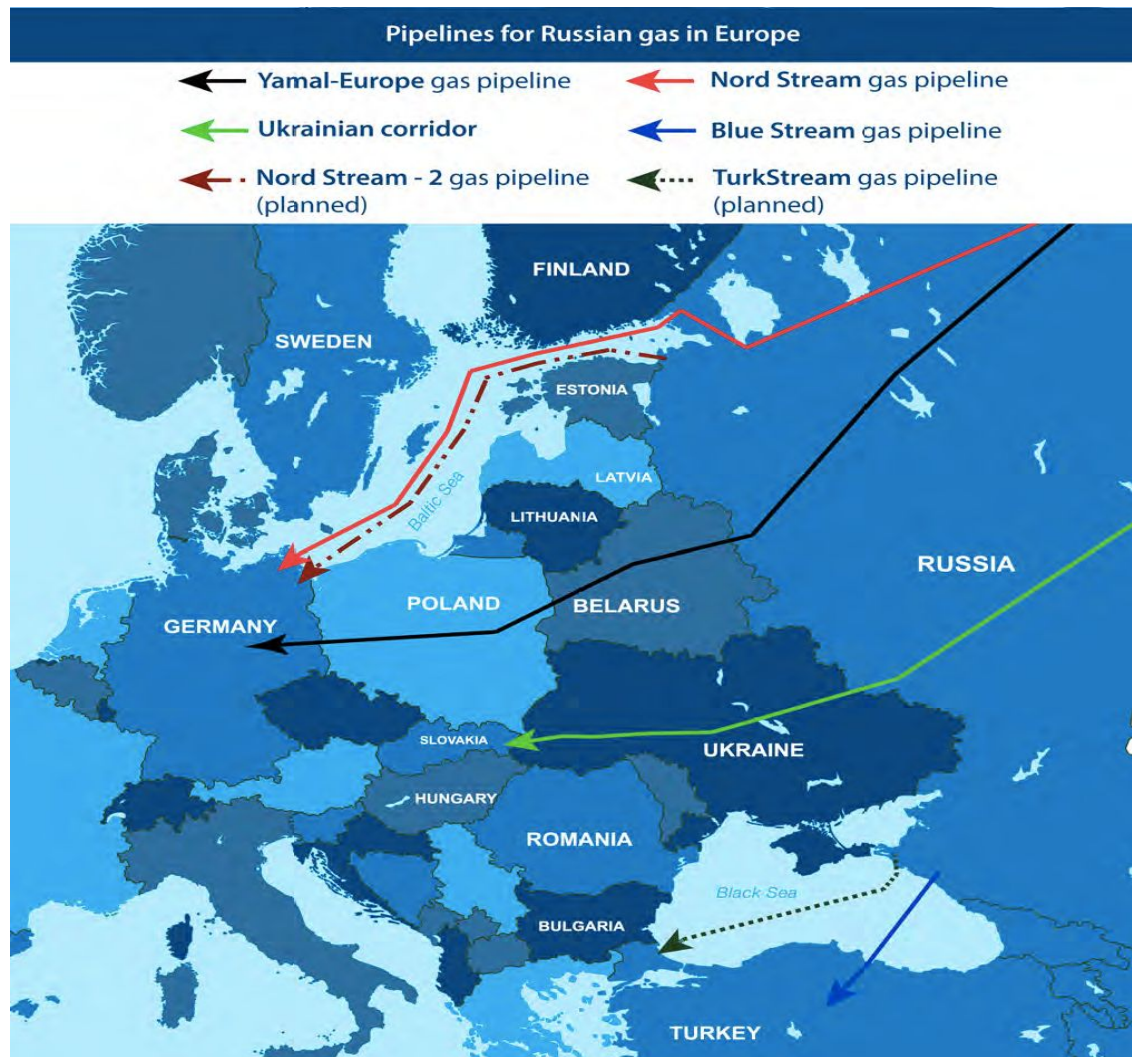 Pipelines for Russian gas in Europe
Yamal-Europe gas pipeline
Nord Stream gas pipeline
Ukrainian corridor
Blue Stream gas pipeline
Nord Stream - 2 gas pipeline
(planned)
TurkStream gas pipeline
(planned)
FINLAND
SWEDEN
ESTONIA
LATVIA
Baltic Sea
LITHUANIA
RUSSIA
POLAND
BELARUS
GERMANY
SLOVAKIA
UKRAINE
HUNGARY
ROMANIA
Black Sea
BULGARIA
TURKEY